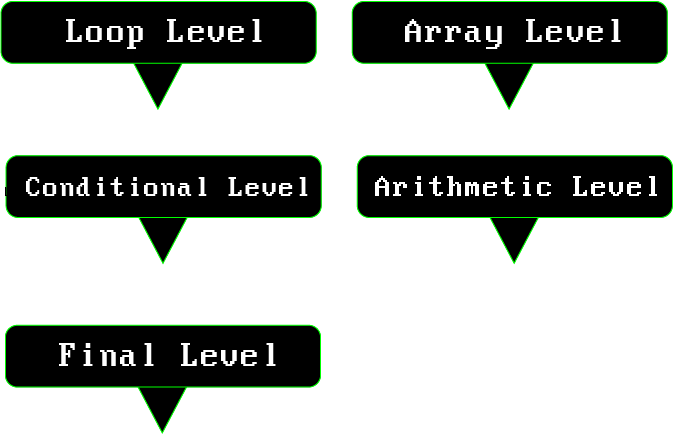 Loop Level
Array Level
Conditional Level
Arithmetic Level
Final Level